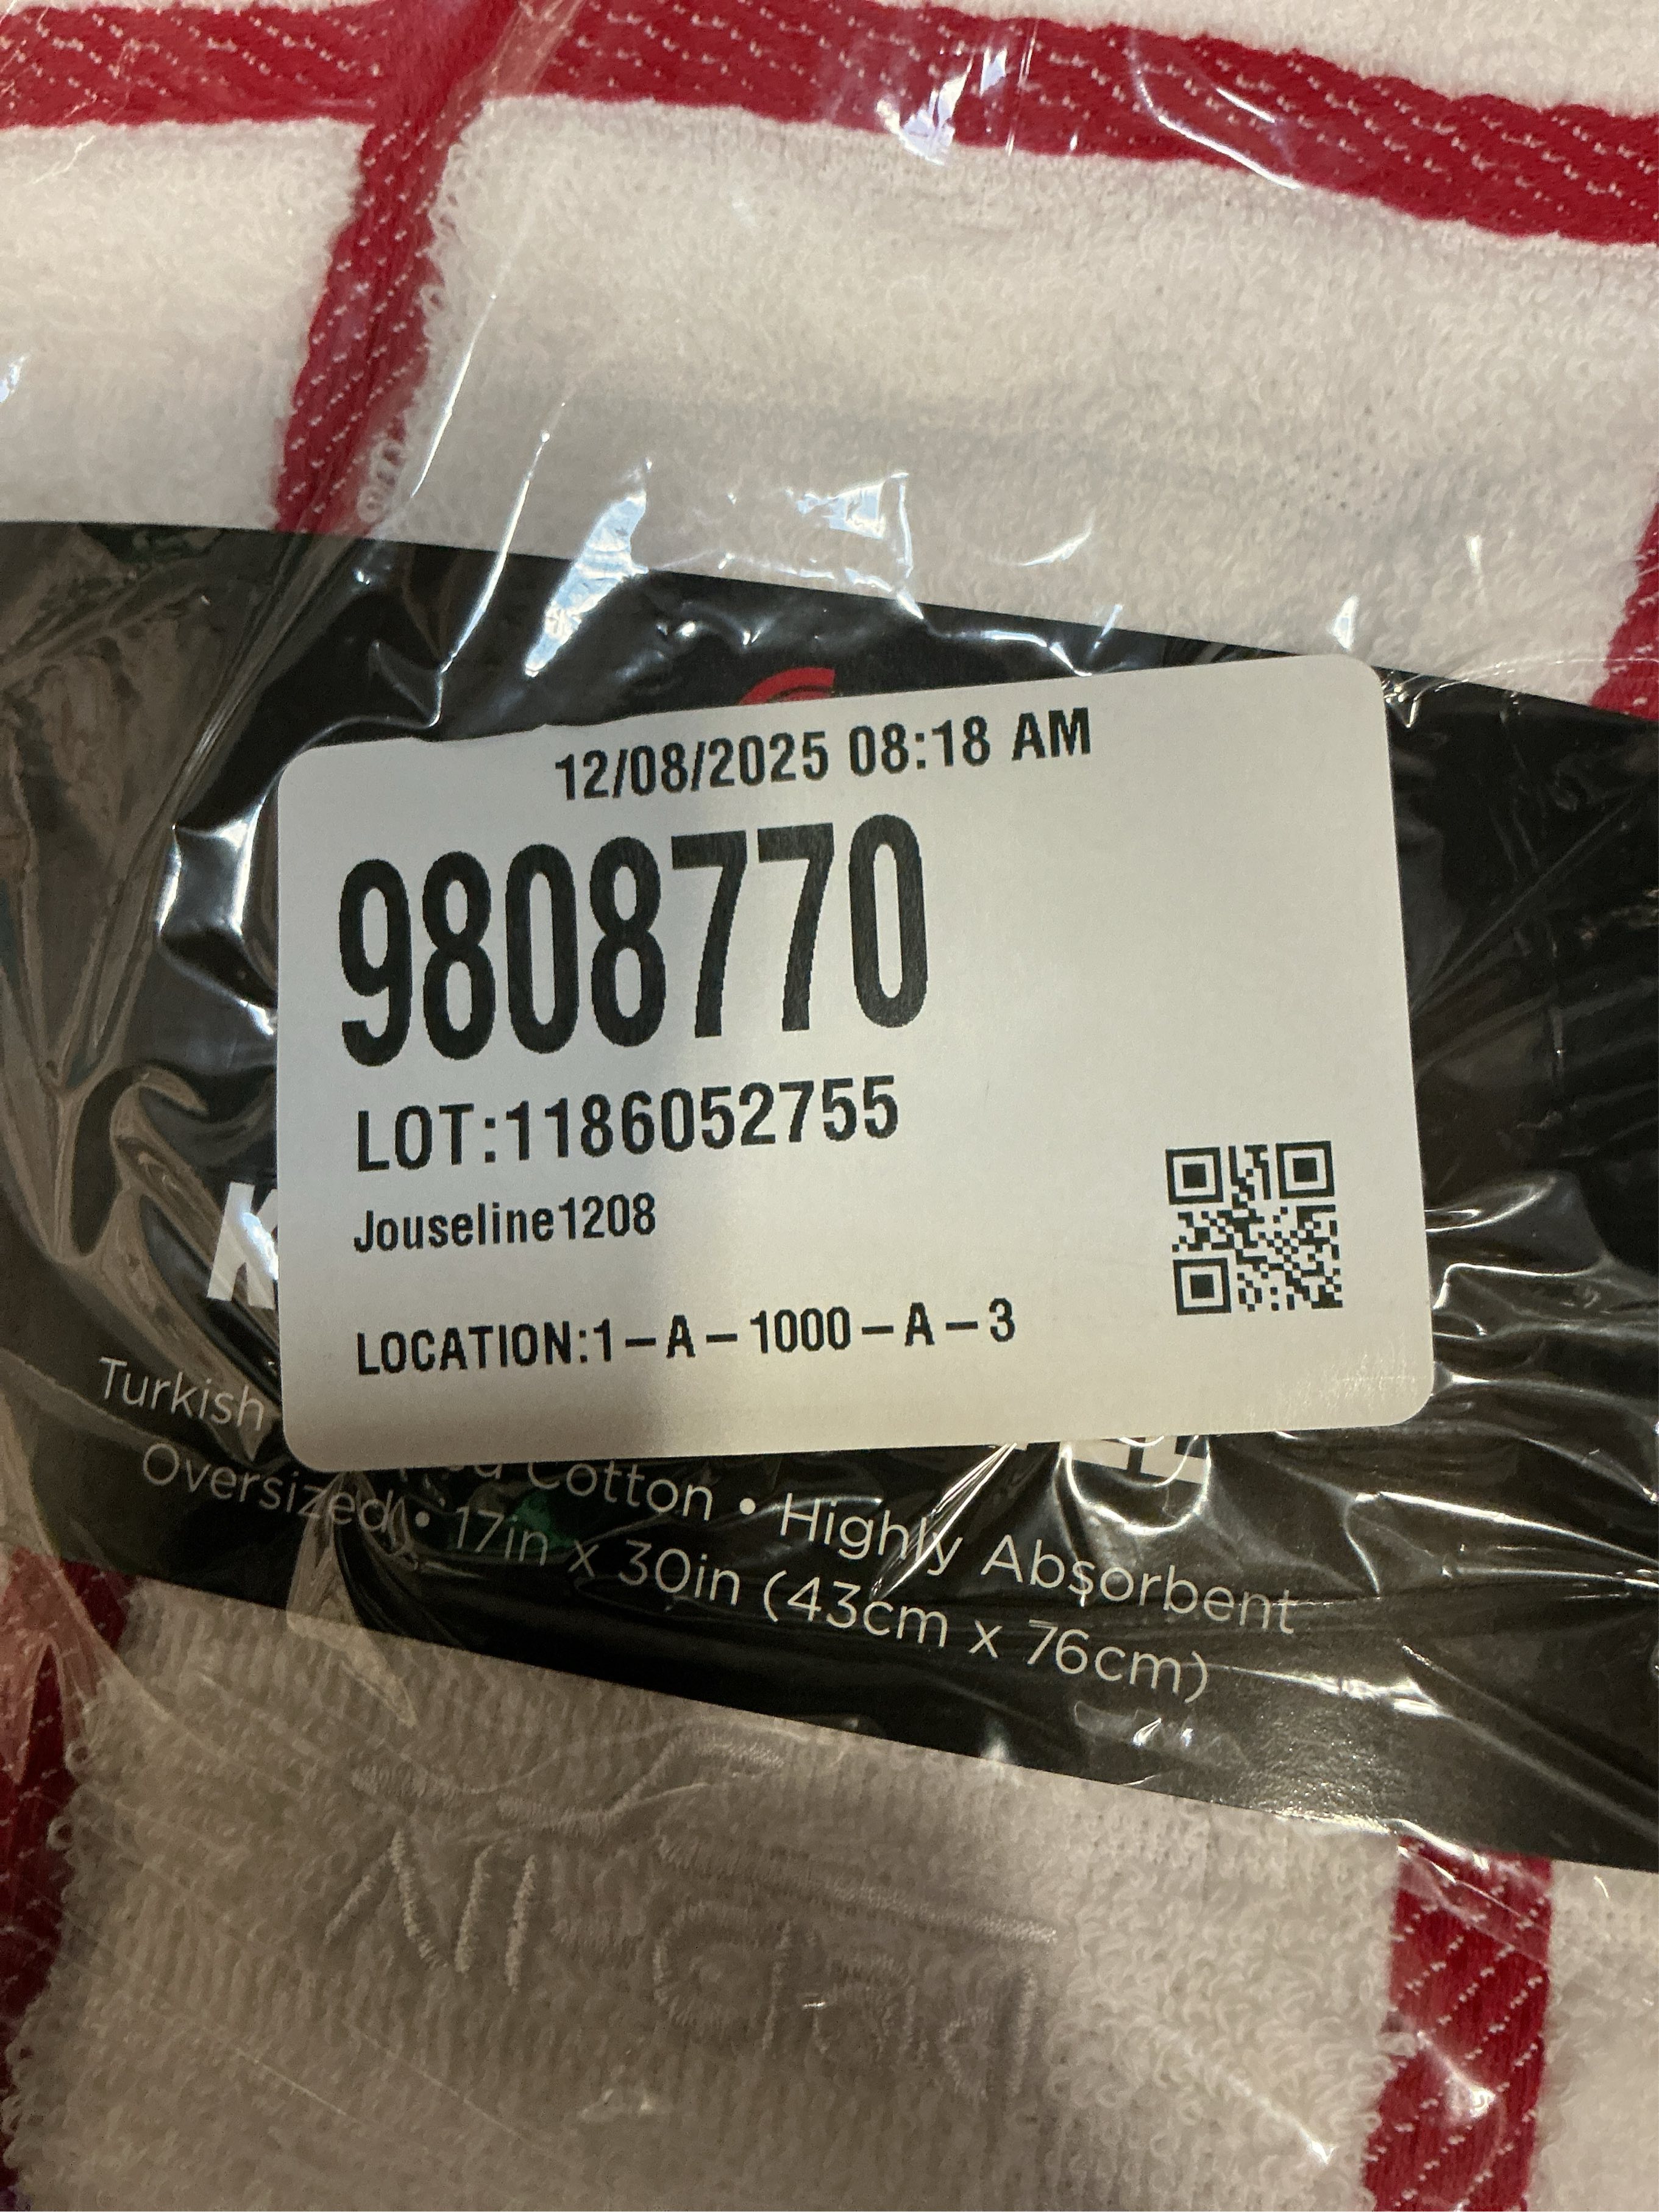 12/08/2025 08:18 AM
9808770
LOT:1186052755
Jouseline1208
LOCATION:1-A-1000-A-3
Turkish Cotton • Highly Absorbent
Oversized • 17in x 30in (43cm x 76cm)